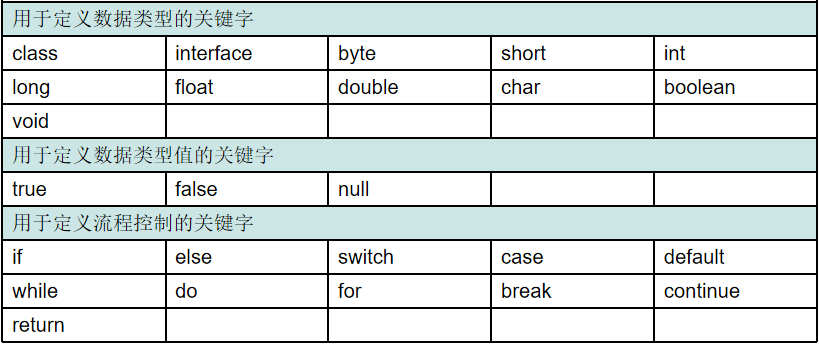 用于定义数据类型的关键字
class interface byte short int
long float double char boolean
void
用于定义数据类型值的关键字
true false null
用于定义流程控制的关键字
if else switch case default
while do for break continue
return